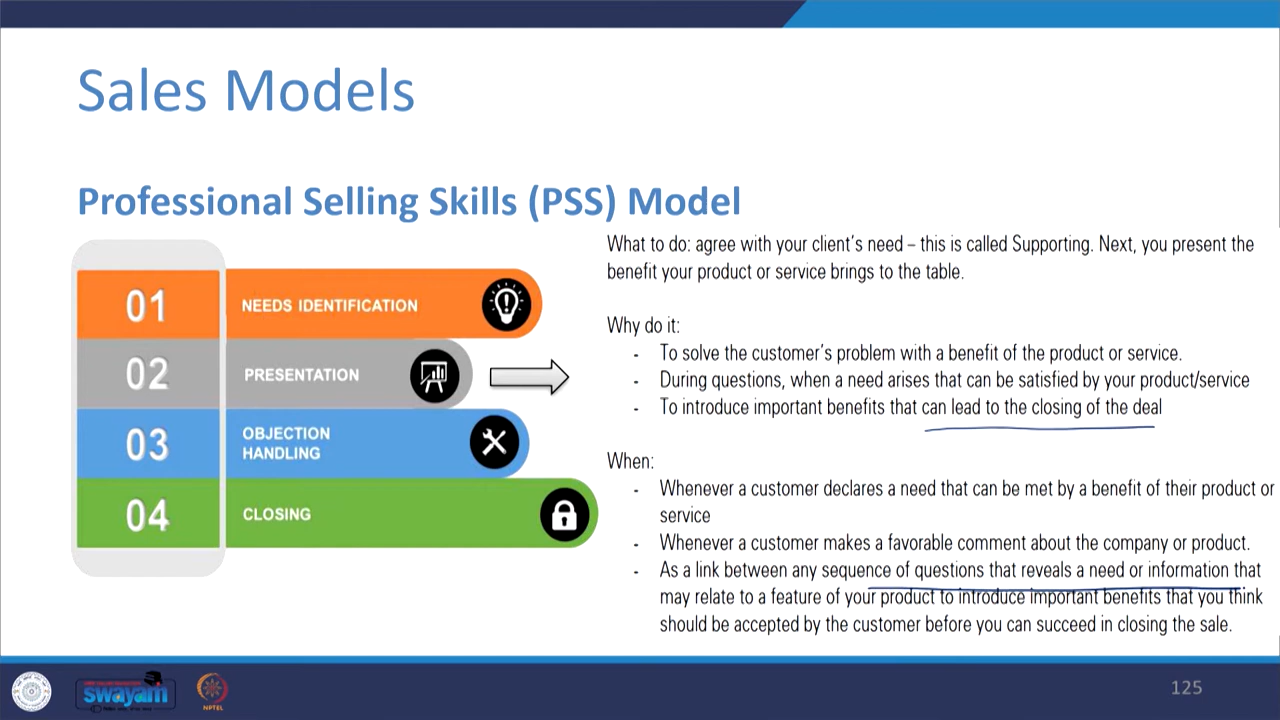 Sales Models
Professional Selling Skills (PSS) Model
01
NEEDS IDENTIFICATION
02
PRESENTATION
03
OBJECTION
HANDLING
04
CLOSING
What to do: agree with your client's need – this is called Supporting. Next, you present the
benefit your product or service brings to the table.
Why do it:
- To solve the customer's problem with a benefit of the product or service.
- During questions, when a need arises that can be satisfied by your product/service
- To introduce important benefits that can lead to the closing of the deal
When:
- Whenever a customer declares a need that can be met by a benefit of their product or
service
- Whenever a customer makes a favorable comment about the company or product.
- As a link between any sequence of questions that reveals a need or information that
may relate to a feature of your product to introduce important benefits that you think
should be accepted by the customer before you can succeed in closing the sale.
swayam
NPTEL
125